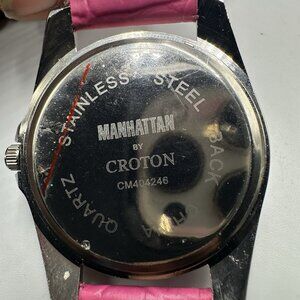 STAINLESS STEEL BACK
QUARTZ
MANHATTAN
BY
CROTON
CM404246